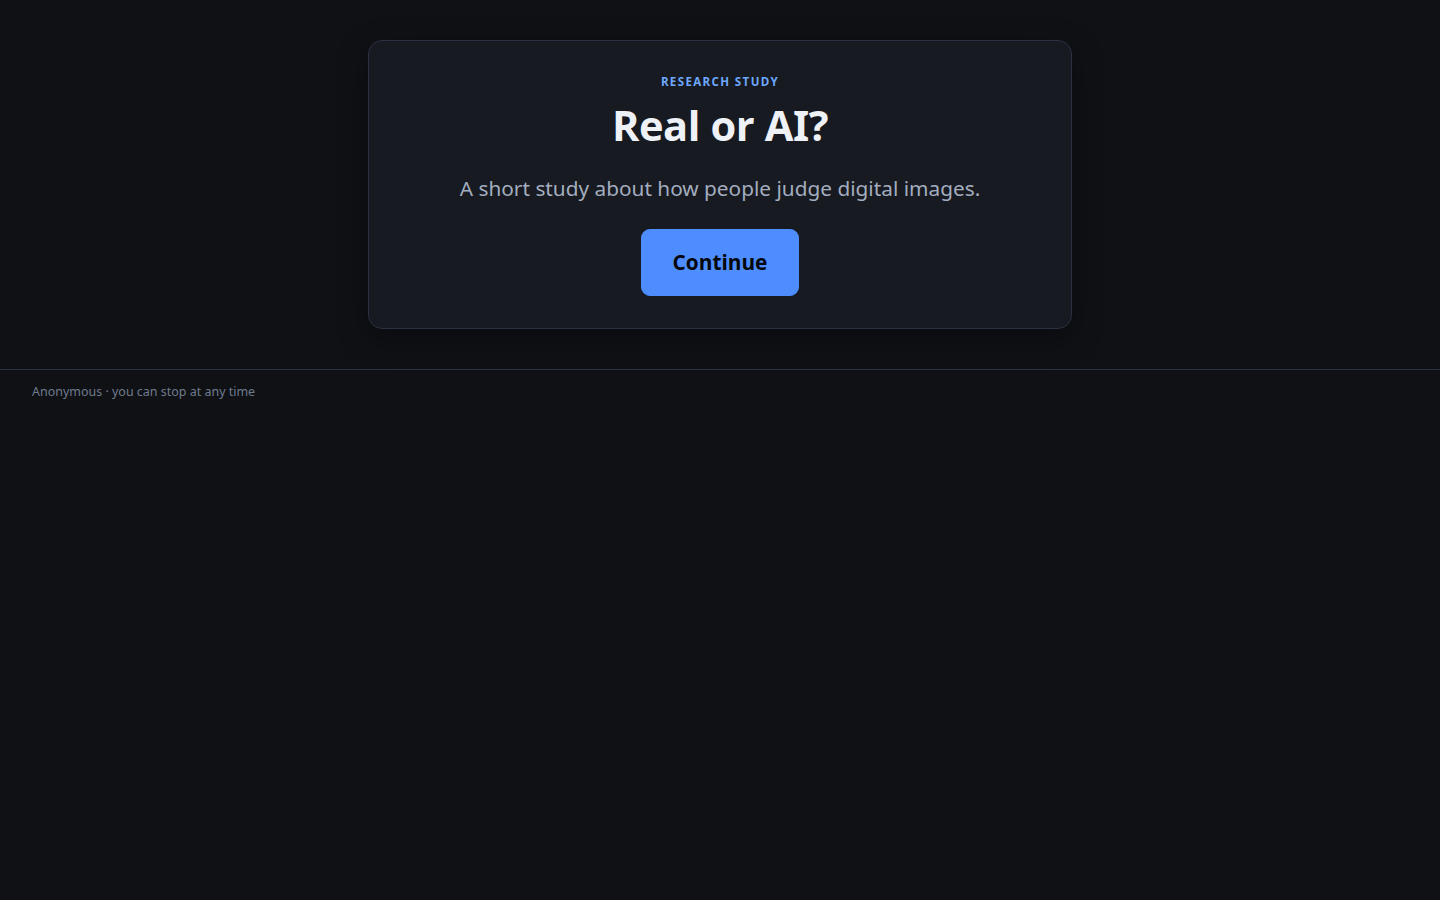 RESEARCH STUDY
Real or AI?
A short study about how people judge digital images.
Continue
Anonymous · you can stop at any time